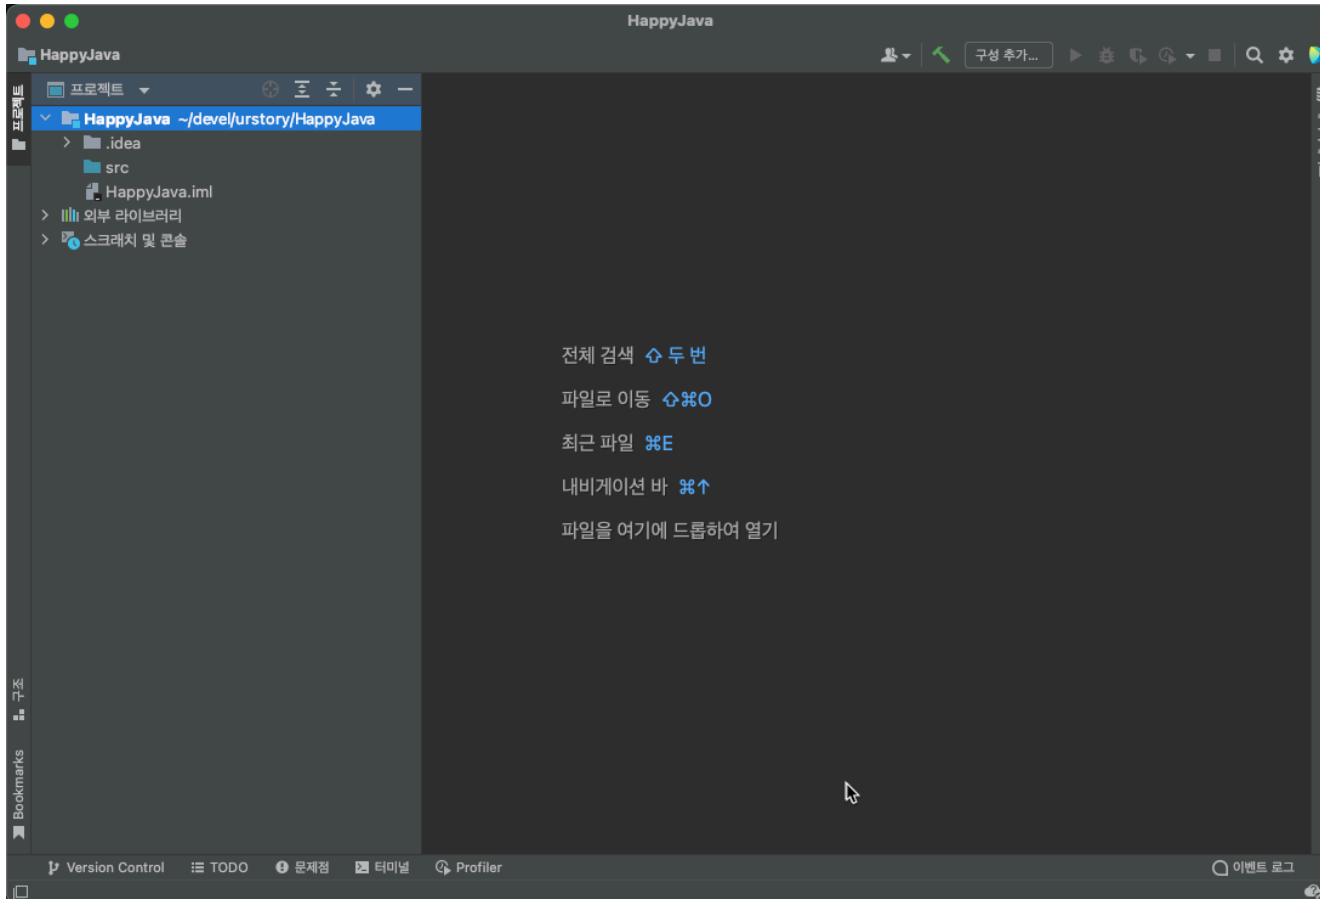 HappyJava
HappyJava
구성 추가...
프로젝트
프로젝트
HappyJava ~/devel/urstory/HappyJava
.idea
src
HappyJava.iml
외부 라이브러리
스크래치 및 콘솔
전체 검색 ⇧ 두 번
파일로 이동 ⇧⌘O
최근 파일 ⌘E
내비게이션 바 ⌘↑
파일을 여기에 드롭하여 열기
구조
Bookmarks
Version Control TODO 문제점 터미널 Profiler 이벤트 로그